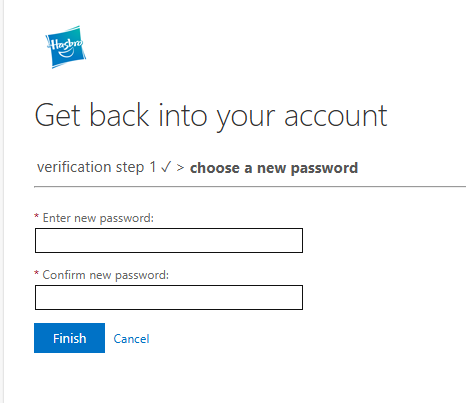 Hasbro
Get back into your account
verification step 1 ✓ > choose a new password
* Enter new password:
* Confirm new password:
Finish Cancel